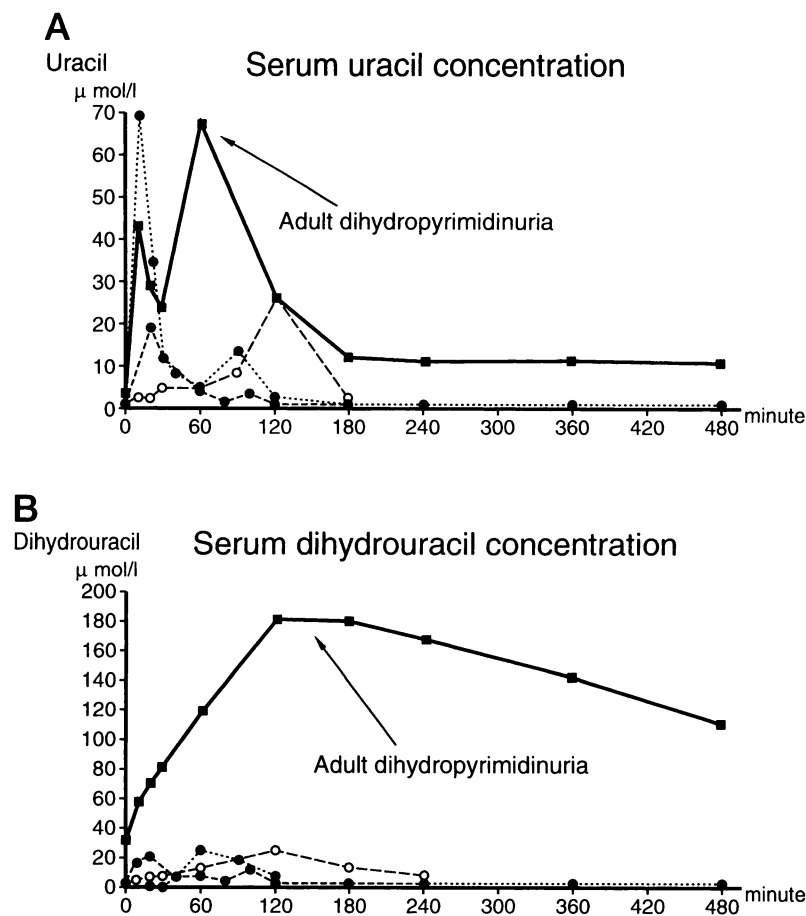 A
Uracil
Serum uracil concentration
µ mol/l
70
60
50
40
30
20
10
0
Adult dihydropyrimidinuria
0 60 120 180 240 300 360 420 480 minute
B
Dihydrouracil
Serum dihydrouracil concentration
µ mol/l
200
180
160
140
120
100
80
60
40
20
0
Adult dihydropyrimidinuria
0 60 120 180 240 300 360 420 480 minute